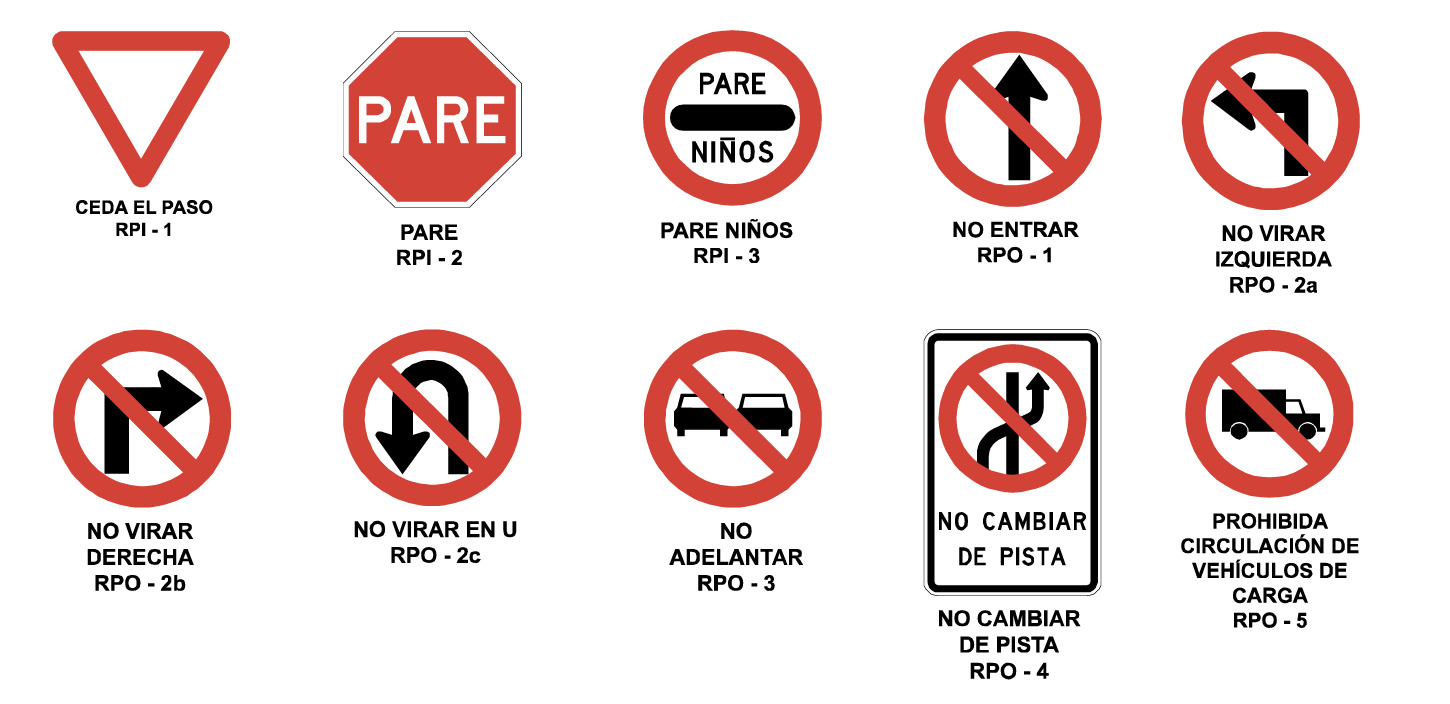 CEDA EL PASO
RPI - 1
PARE
PARE
RPI - 2
PARE
NIÑOS
PARE NIÑOS
RPI - 3
NO ENTRAR
RPO - 1
NO VIRAR
IZQUIERDA
RPO - 2a
NO VIRAR
DERECHA
RPO - 2b
NO VIRAR EN U
RPO - 2c
NO
ADELANTAR
RPO - 3
NO CAMBIAR
DE PISTA
NO CAMBIAR
DE PISTA
RPO - 4
PROHIBIDA
CIRCULACIÓN DE
VEHÍCULOS DE
CARGA
RPO - 5